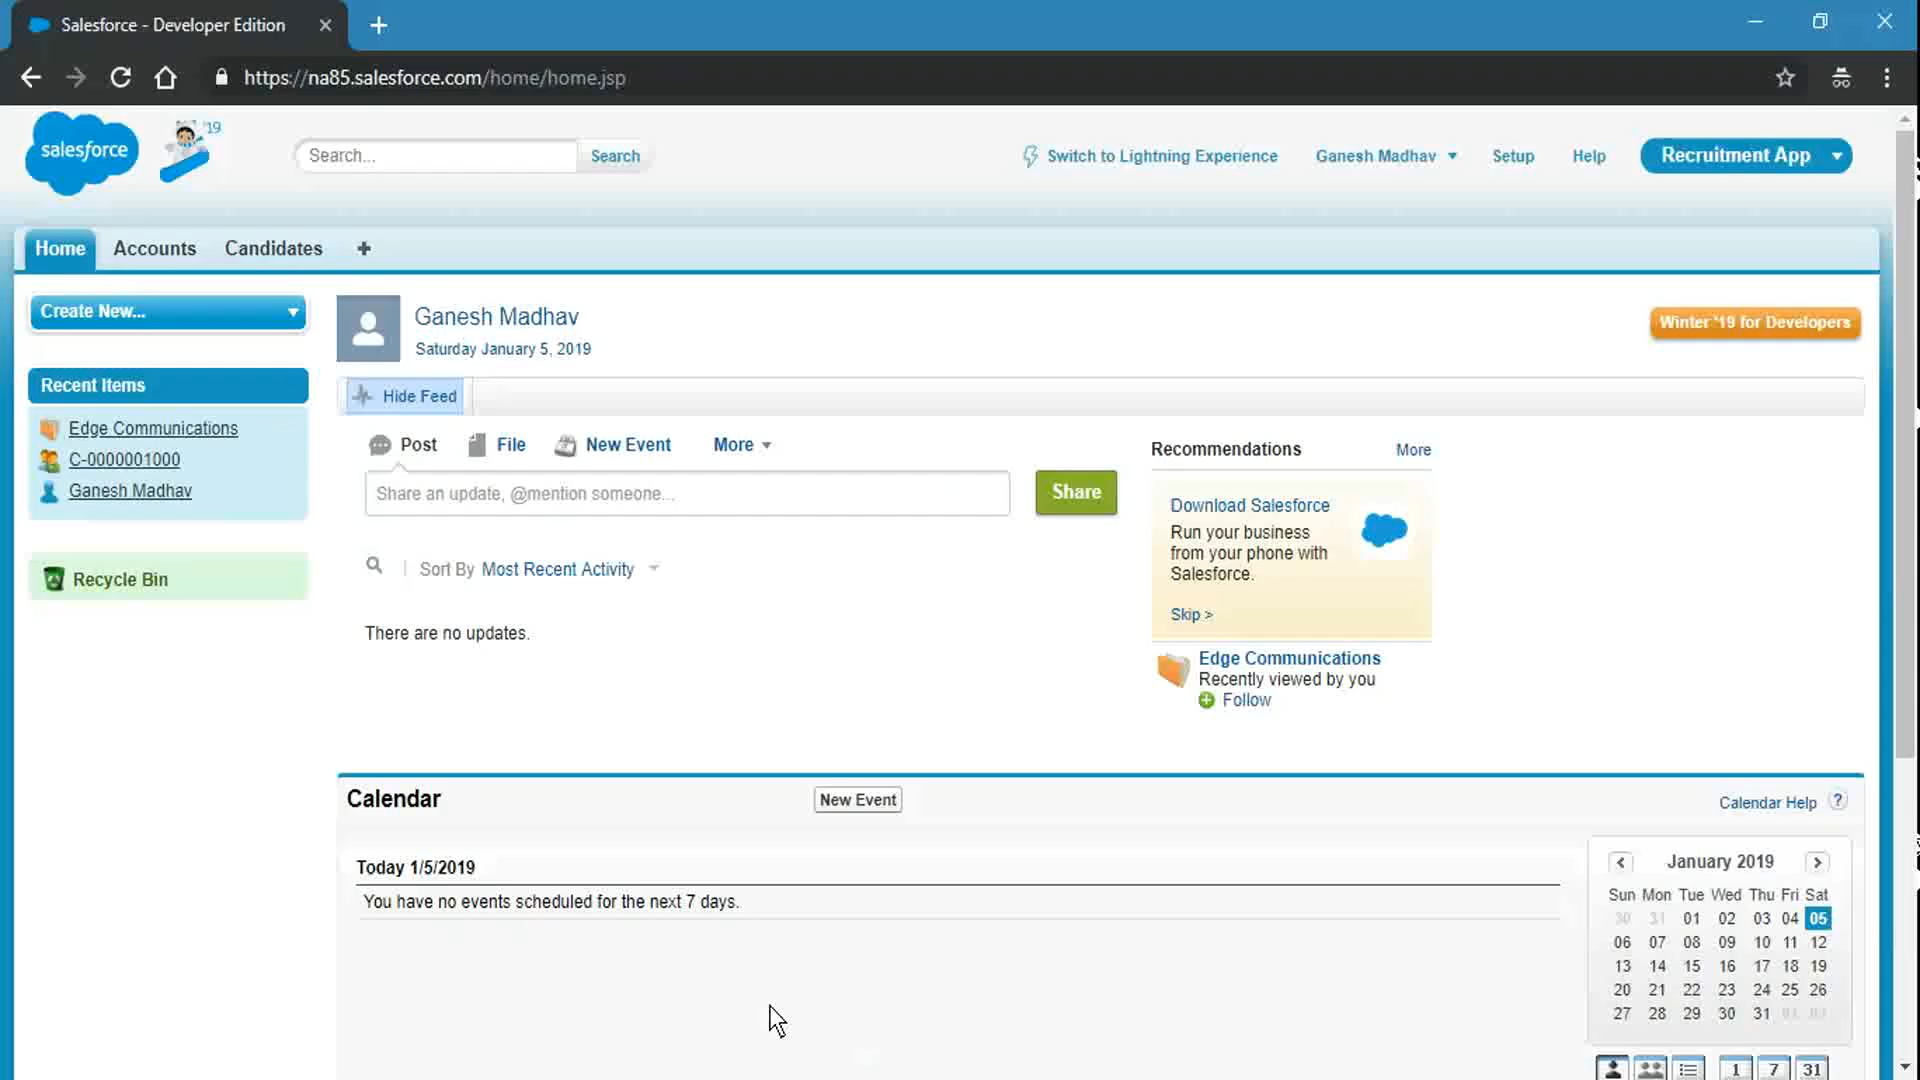 Salesforce - Developer Edition
https://na85.salesforce.com/home/home.jsp
salesforce
'19
Search...
Search
Switch to Lightning Experience
Ganesh Madhav
Setup
Help
Recruitment App
Home
Accounts
Candidates
Create New...
Ganesh Madhav
Saturday January 5, 2019
Winter '19 for Developers
Recent Items
Edge Communications
C-0000001000
Ganesh Madhav
Recycle Bin
Hide Feed
Post
File
New Event
More
Share an update, @mention someone...
Share
Sort By Most Recent Activity
There are no updates.
Recommendations
More
Download Salesforce
Run your business
from your phone with
Salesforce.
Skip >
Edge Communications
Recently viewed by you
Follow
Calendar
New Event
Calendar Help ?
Today 1/5/2019
You have no events scheduled for the next 7 days.
January 2019
Sun Mon Tue Wed Thu Fri Sat
30 31 01 02 03 04 05
06 07 08 09 10 11 12
13 14 15 16 17 18 19
20 21 22 23 24 25 26
27 28 29 30 31 01 02
1 7 31